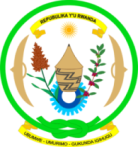 REPUBULIKA Y'U RWANDA
UBUMWE - UMURIMO - GUKUNDA IGIHUGU